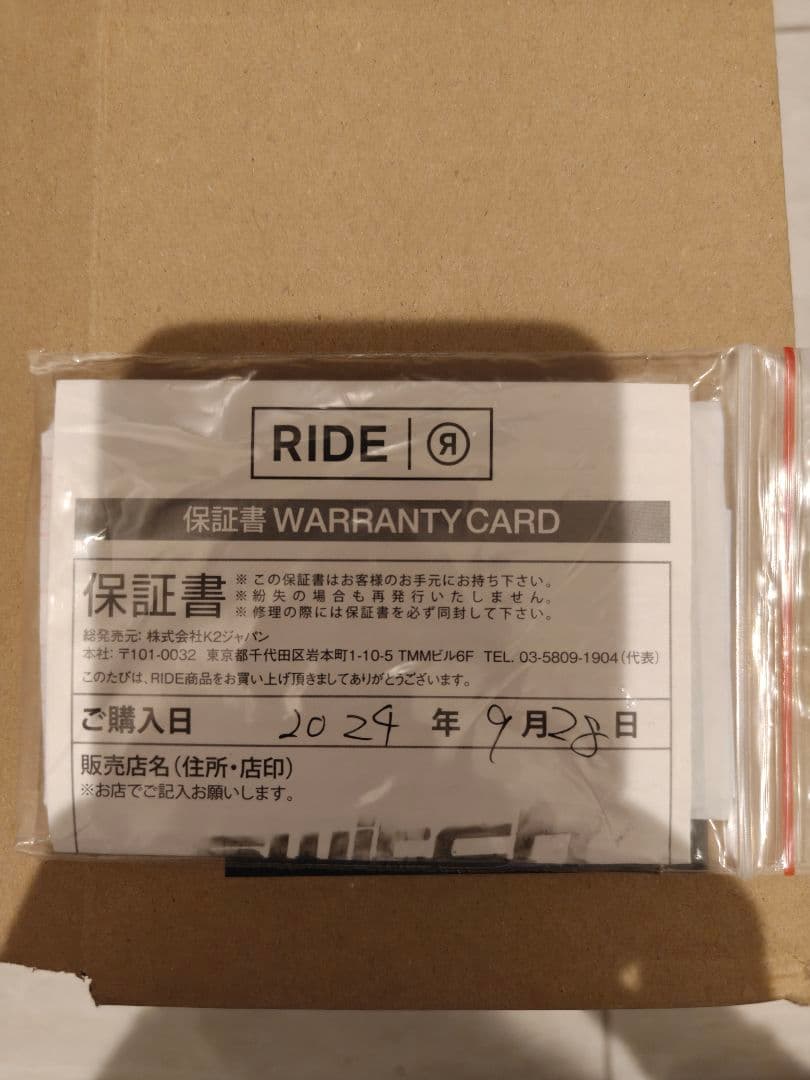 RIDE | Я
保証書 WARRANTY CARD
保証書
※ この保証書はお客様のお手元にお持ち下さい。
※ 紛失の場合も再発行いたしません。
※ 修理の際には保証書を必ず同封して下さい。
総発売元: 株式会社K2ジャパン
本社: 〒101-0032 東京都千代田区岩本町1-10-5 TMMビル6F TEL. 03-5809-1904(代表)
このたびは、RIDE商品をお買い上げ頂きましてありがとうございます。
ご購入日 2024 年 9 月 28 日
販売店名(住所・店印)
※お店でご記入お願いします。
switch